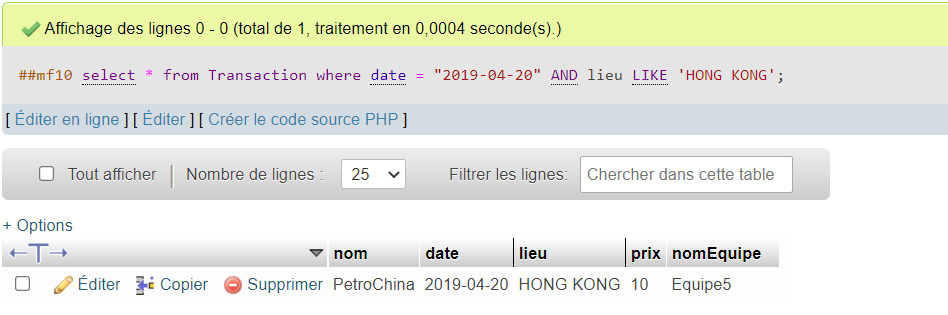 Affichage des lignes 0 - 0 (total de 1, traitement en 0,0004 seconde(s).)
##mf10 select * from Transaction where date = "2019-04-20" AND lieu LIKE 'HONG KONG';
[ Éditer en ligne ] [ Éditer ] [ Créer le code source PHP ]
Tout afficher Nombre de lignes : 25 Filtrer les lignes: Chercher dans cette table
+ Options
←T→ nom date lieu prix nomEquipe
Éditer Copier Supprimer PetroChina 2019-04-20 HONG KONG 10 Equipe5